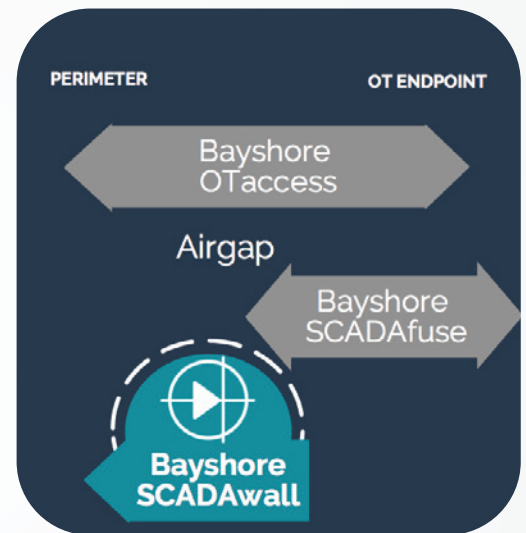 PERIMETER
OT ENDPOINT
Bayshore
OTaccess
Airgap
Bayshore
SCADAfuse
Bayshore
SCADAwall